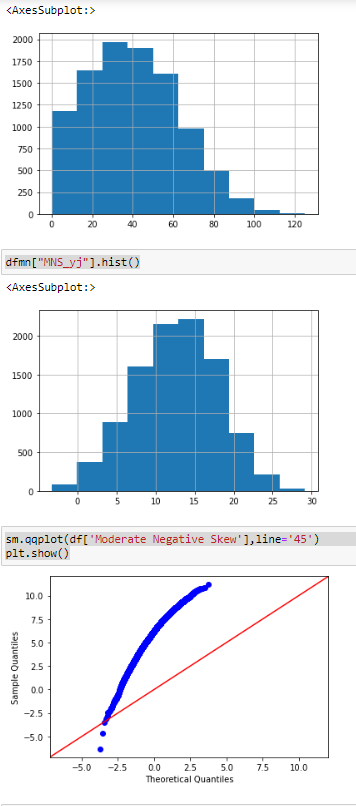 <AxesSubplot:>
2000
1750
1500
1250
1000
750
500
250
0
0 20 40 60 80 100 120
dfmn["MNS_yj"].hist()
<AxesSubplot:>
2000
1500
1000
500
0
0 5 10 15 20 25 30
sm.qqplot(df['Moderate Negative Skew'],line='45')
plt.show()
10.0
7.5
5.0
2.5
0.0
−2.5
−5.0
Sample Quantiles
−5.0 −2.5 0.0 2.5 5.0 7.5 10.0
Theoretical Quantiles